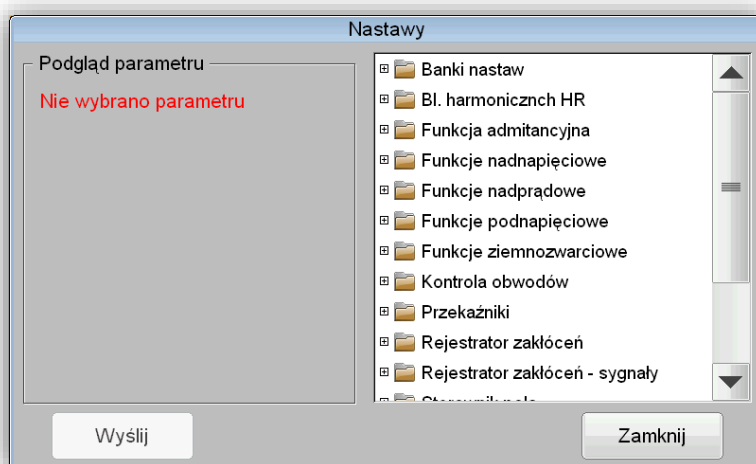 Nastawy
Podgląd parametru
Nie wybrano parametru
Banki nastaw
Bl. harmonicznch HR
Funkcja admitancyjna
Funkcje nadnapięciowe
Funkcje nadprądowe
Funkcje podnapięciowe
Funkcje ziemnozwarciowe
Kontrola obwodów
Przekaźniki
Rejestrator zakłóceń
Rejestrator zakłóceń - sygnały
Wyślij
Zamknij